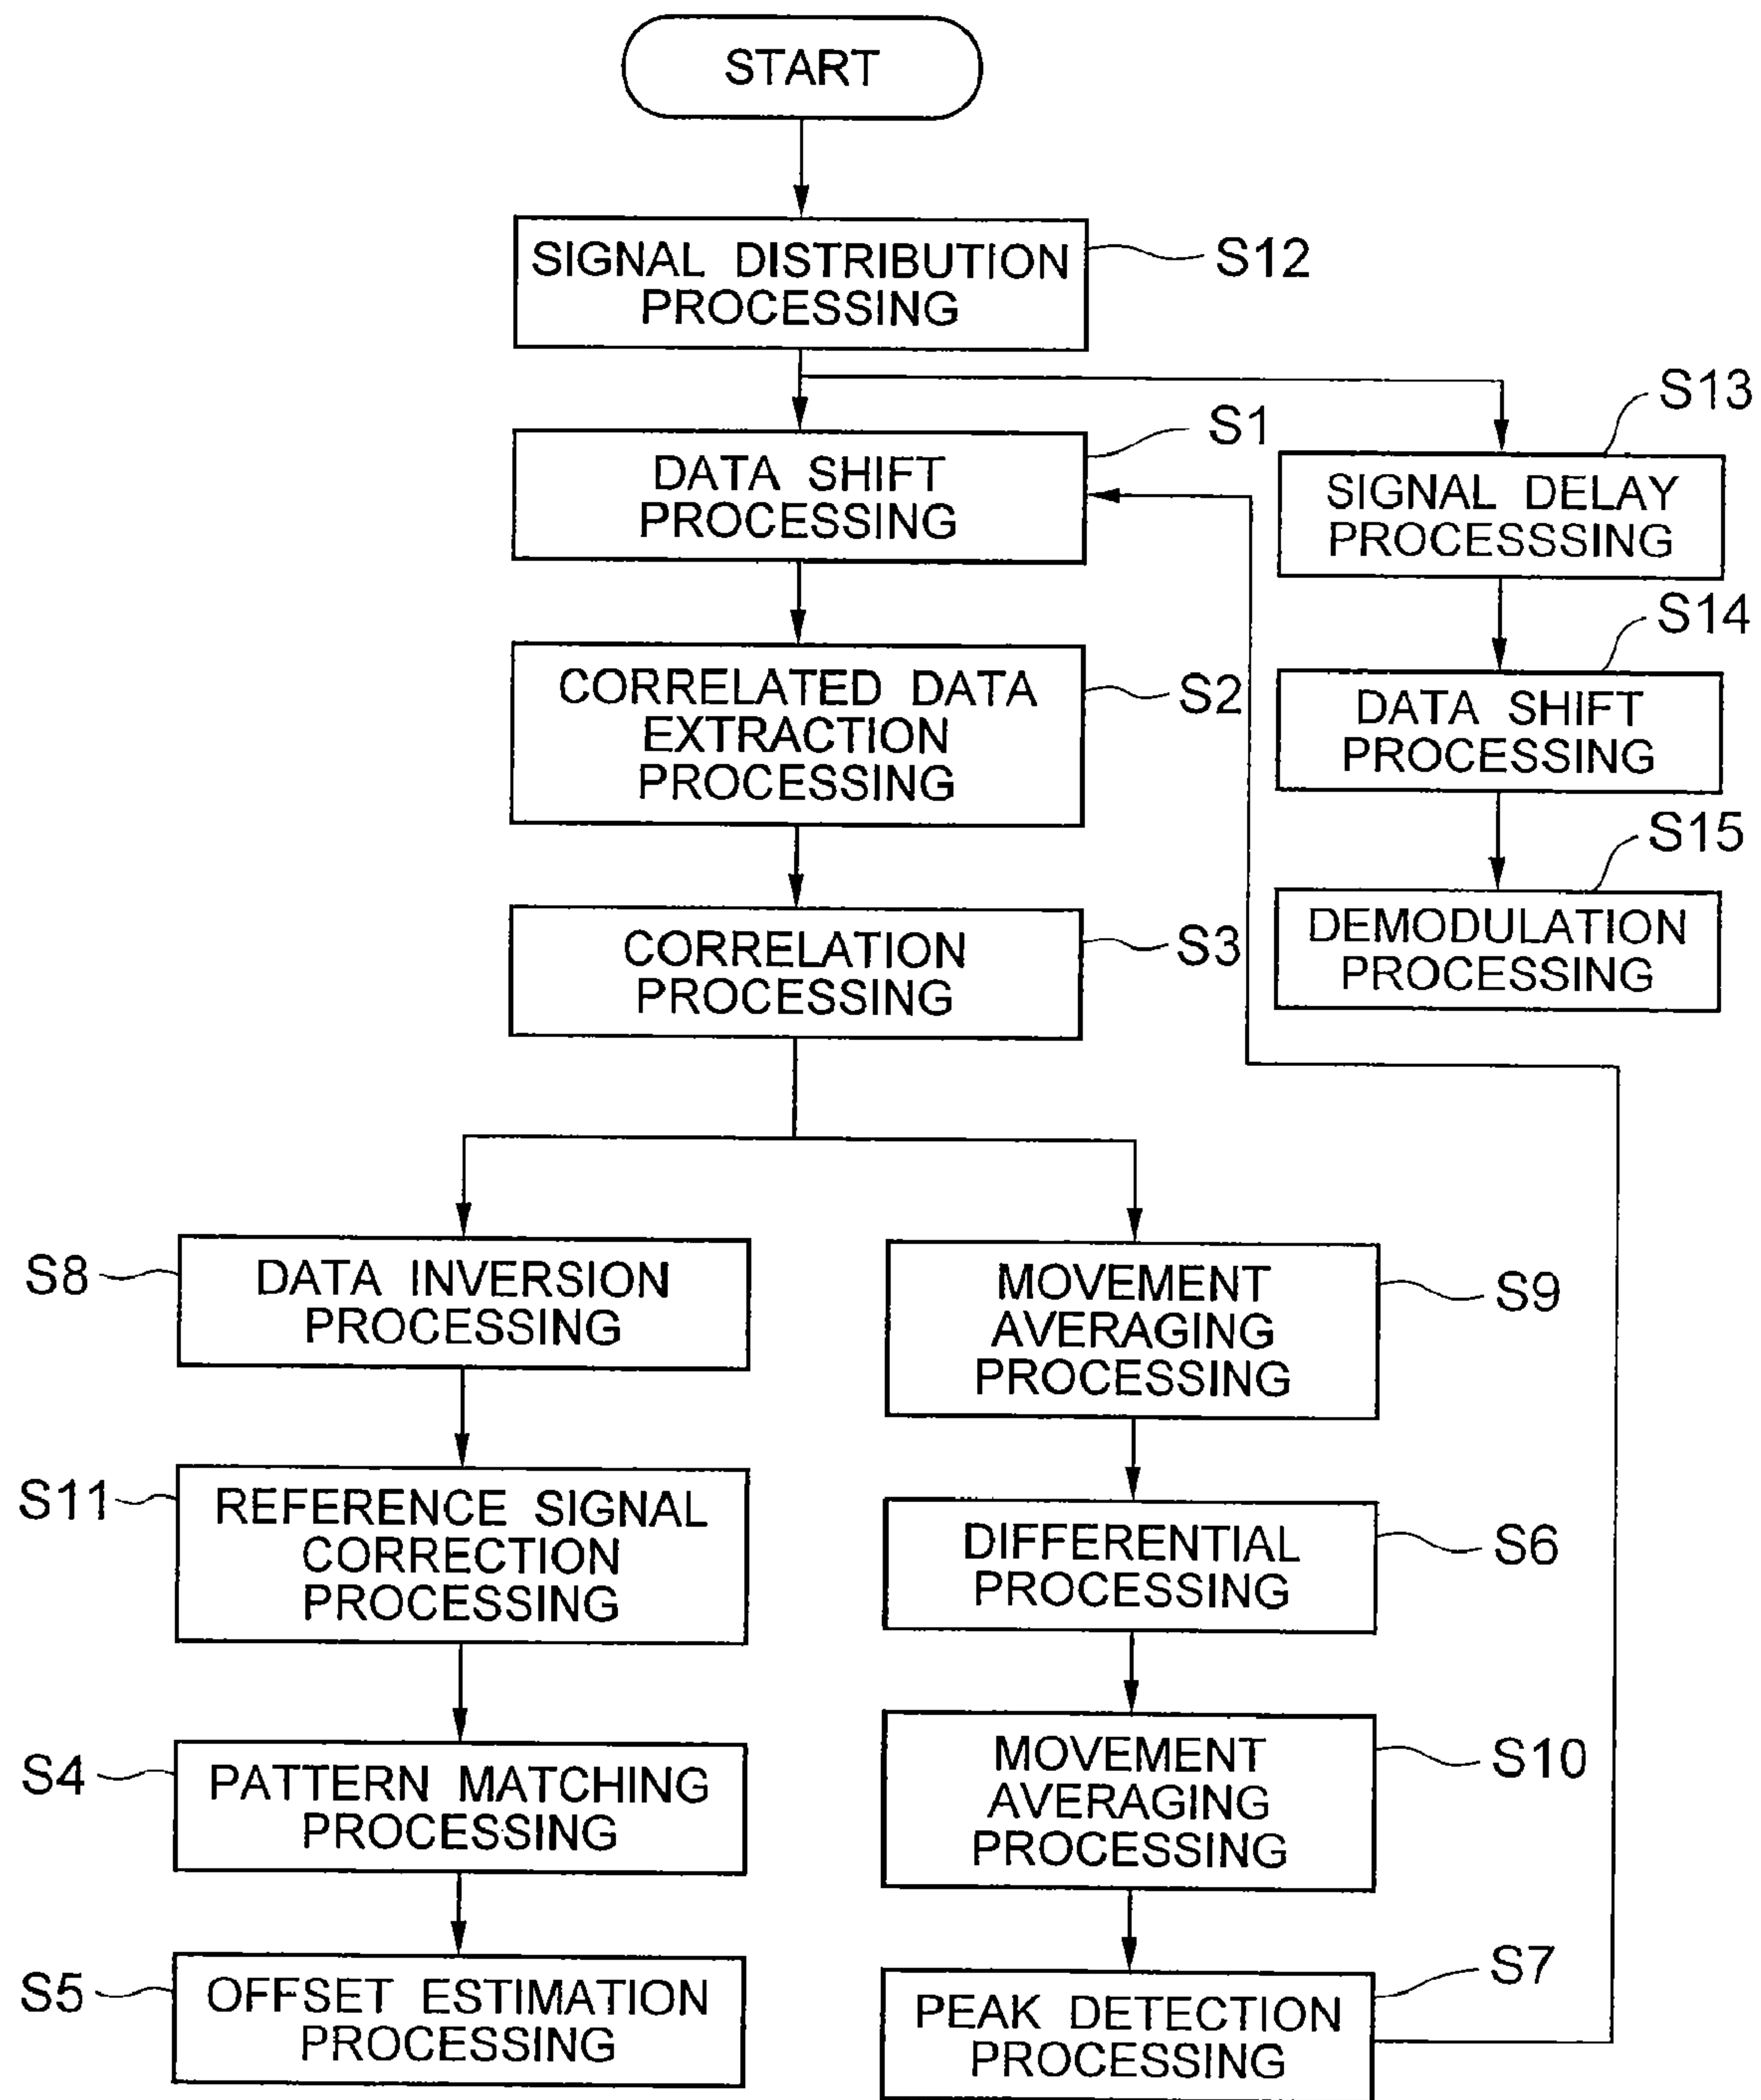 START
SIGNAL DISTRIBUTION
PROCESSING
S12
DATA SHIFT
PROCESSING
S1
SIGNAL DELAY
PROCESSSING
S13
CORRELATED DATA
EXTRACTION
PROCESSING
S2
DATA SHIFT
PROCESSING
S14
CORRELATION
PROCESSING
S3
DEMODULATION
PROCESSING
S15
S8
DATA INVERSION
PROCESSING
MOVEMENT
AVERAGING
PROCESSING
S9
S11
REFERENCE SIGNAL
CORRECTION
PROCESSING
DIFFERENTIAL
PROCESSING
S6
S4
PATTERN MATCHING
PROCESSING
MOVEMENT
AVERAGING
PROCESSING
S10
S5
OFFSET ESTIMATION
PROCESSING
PEAK DETECTION
PROCESSING
S7